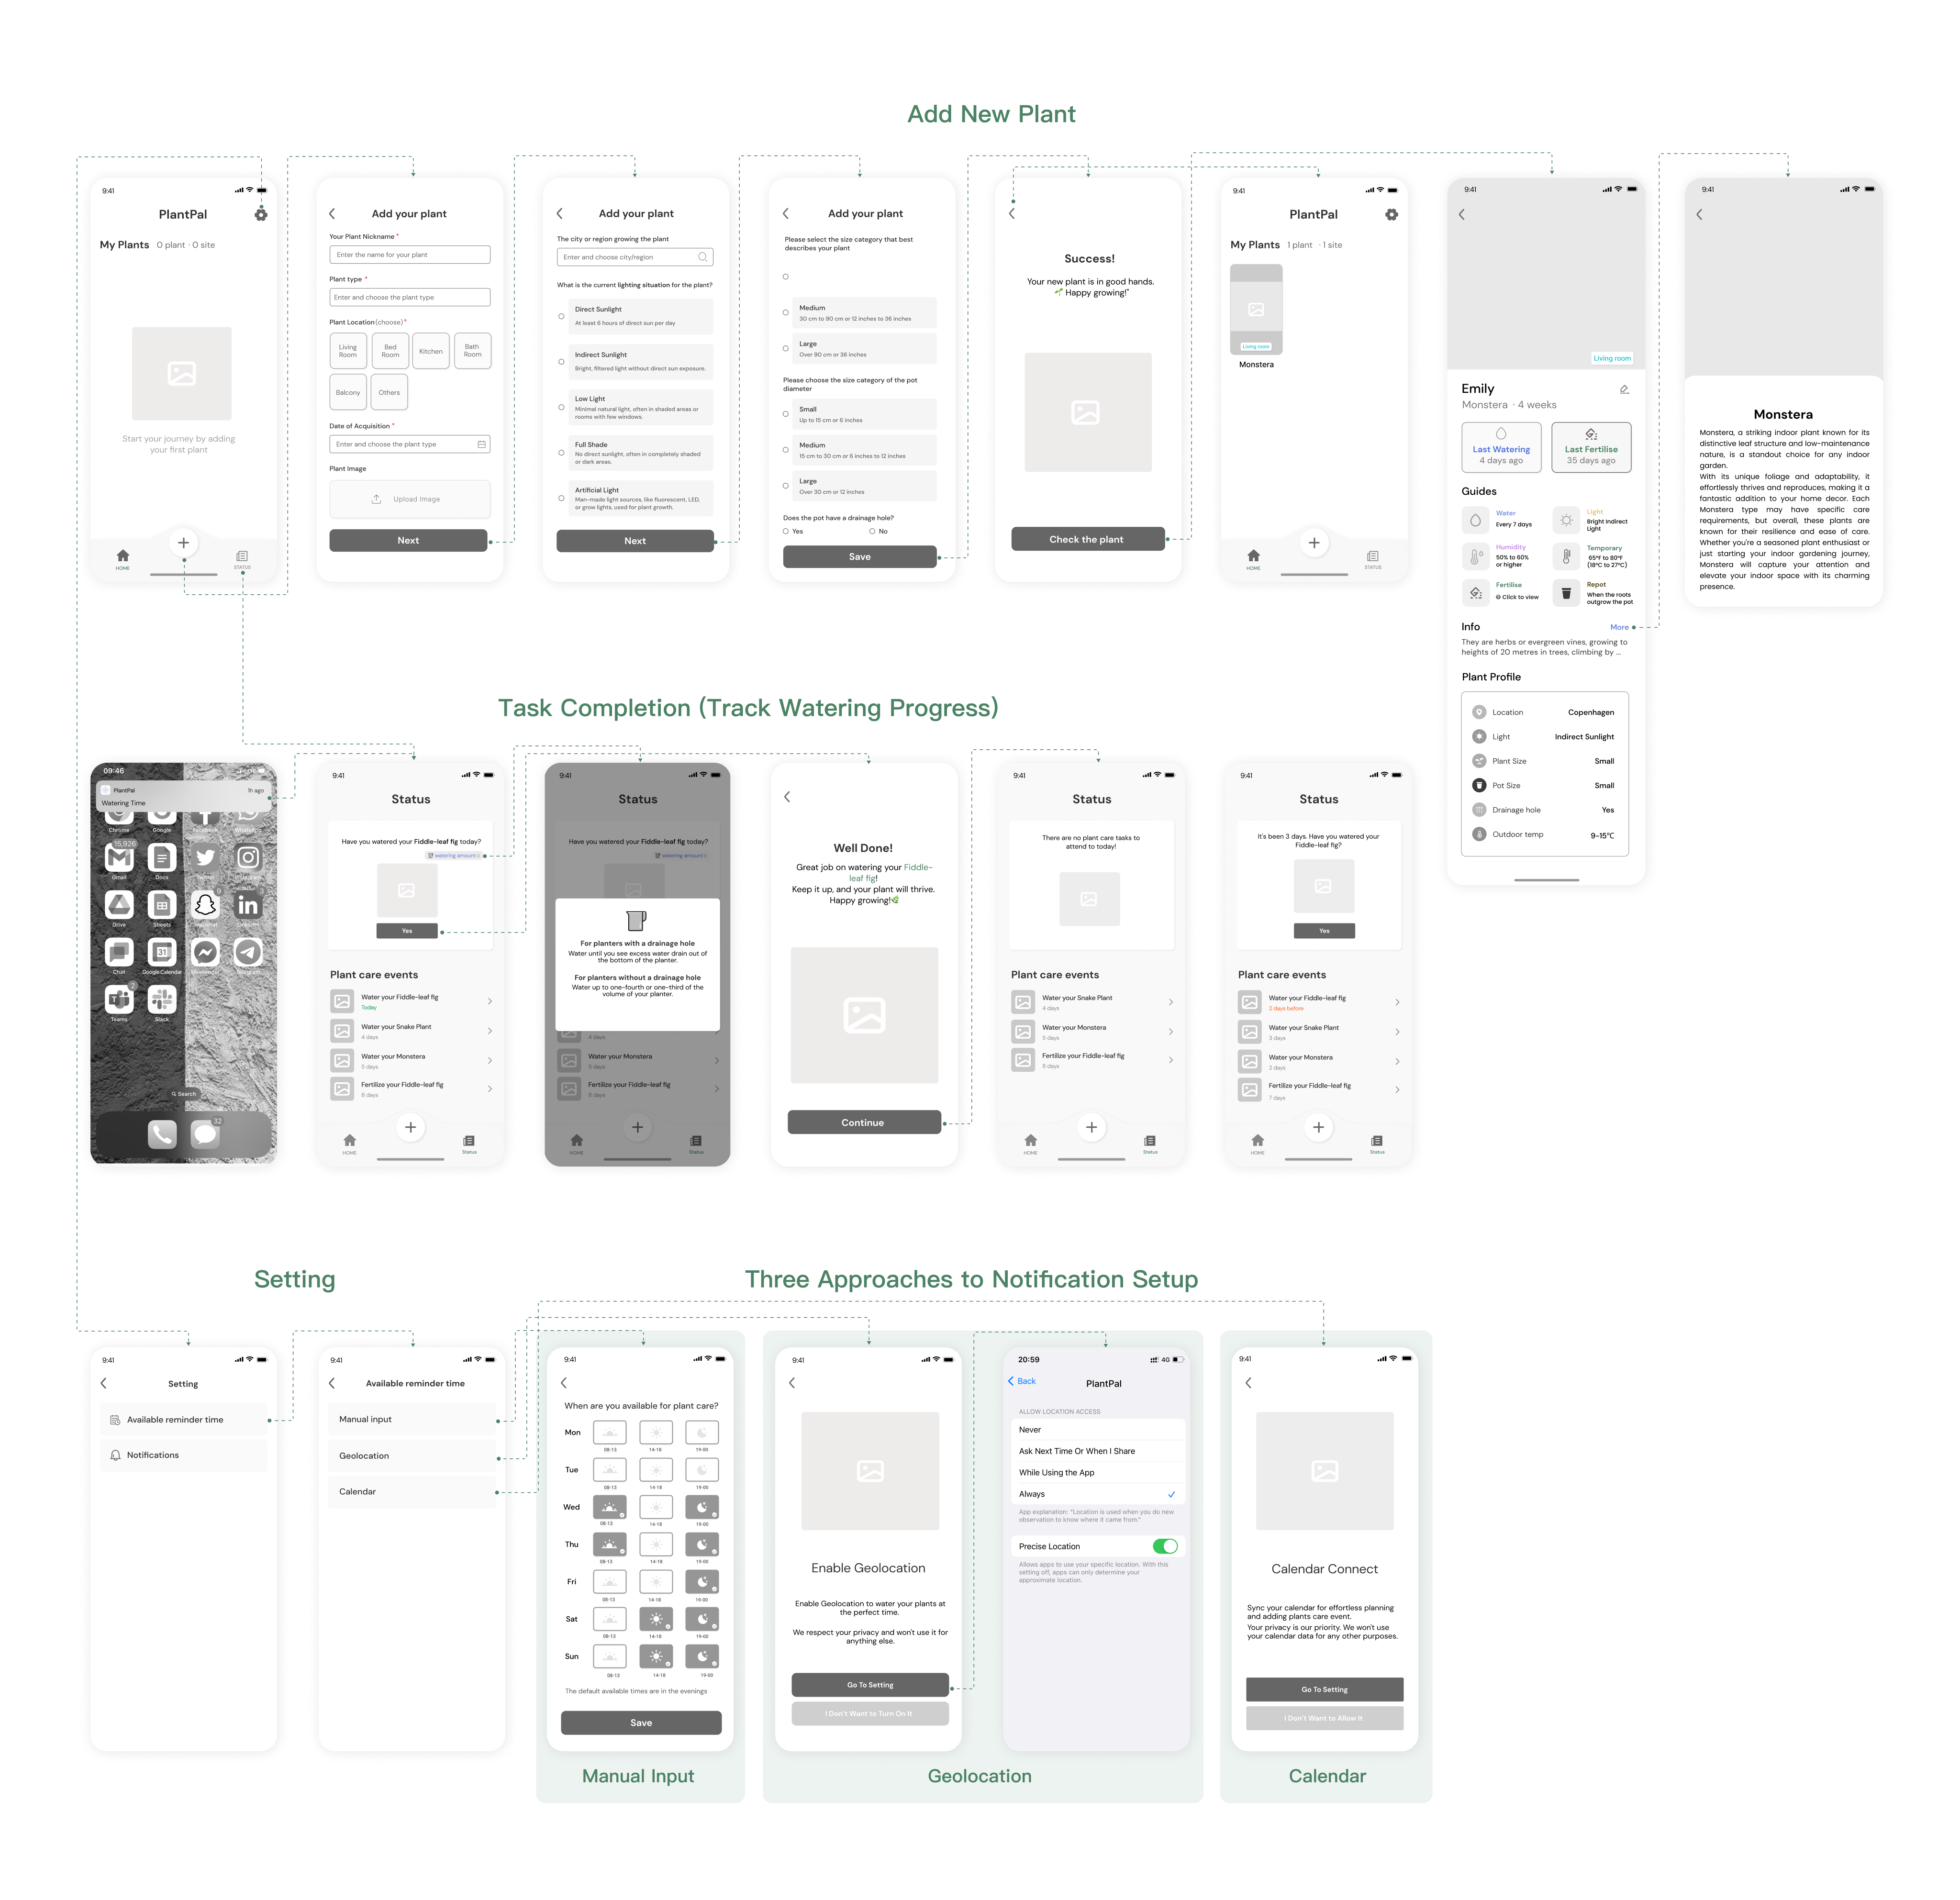 Add New Plant
9:41
PlantPal
My Plants 0 plant · 0 site
Start your journey by adding
your first plant
HOME
STATUS
Add your plant
Your Plant Nickname *
Enter the name for your plant
Plant type *
Enter and choose the plant type
Plant Location(choose)*
Living
Room
Bed
Room
Kitchen
Bath
Room
Balcony
Others
Date of Acquisition *
Enter and choose the plant type
Plant Image
Upload Image
Next
Add your plant
The city or region growing the plant
Enter and choose city/region
What is the current lighting situation for the plant?
Direct Sunlight
At least 6 hours of direct sun per day
Indirect Sunlight
Bright, filtered light without direct sun exposure.
Low Light
Minimal natural light, often in shaded areas or
rooms with few windows.
Full Shade
No direct sunlight, often in completely shaded
or dark areas.
Artificial Light
Man-made light sources, like fluorescent, LED,
or grow lights, used for plant growth.
Next
Add your plant
Please select the size category that best
describes your plant
Medium
30 cm to 90 cm or 12 inches to 36 inches
Large
Over 90 cm or 36 inches
Please choose the size category of the pot
diameter
Small
Up to 15 cm or 6 inches
Medium
15 cm to 30 cm or 6 inches to 12 inches
Large
Over 30 cm or 12 inches
Does the pot have a drainage hole?
Yes
No
Save
Success!
Your new plant is in good hands.
🌱 Happy growing!"
Check the plant
9:41
PlantPal
My Plants 1 plant · 1 site
Living room
Monstera
HOME
STATUS
9:41
Living room
Emily
Monstera · 4 weeks
Last Watering
4 days ago
Last Fertilise
35 days ago
Guides
Water
Every 7 days
Light
Bright Indirect
Light
Humidity
50% to 60%
or higher
Temporary
65°F to 80°F
(18°C to 27°C)
Fertilise
Click to view
Repot
When the roots
outgrow the pot
Info
More
They are herbs or evergreen vines, growing to
heights of 20 metres in trees, climbing by ...
Plant Profile
Location Copenhagen
Light Indirect Sunlight
Plant Size Small
Pot Size Small
Drainage hole Yes
Outdoor temp 9-15°C
9:41
Monstera
Monstera, a striking indoor plant known for its
distinctive leaf structure and low-maintenance
nature, is a standout choice for any indoor
garden.
With its unique foliage and adaptability, it
effortlessly thrives and reproduces, making it a
fantastic addition to your home decor. Each
Monstera type may have specific care
requirements, but overall, these plants are
known for their resilience and ease of care.
Whether you're a seasoned plant enthusiast or
just starting your indoor gardening journey,
Monstera will capture your attention and
elevate your indoor space with its charming
presence.
Task Completion (Track Watering Progress)
09:46
PlantPal
1h ago
Watering Time
Chrome
Google
Facebook
WhatsApp
15,926
Gmail
Docs
Twitter
Instagram
9
Drive
Sheets
Snapchat
LinkedIn
31
Chat
Google Calendar
Messenger
Telegram
2
Teams
Slack
Search
32
9:41
Status
Have you watered your Fiddle-leaf fig today?
watering amount
Yes
Plant care events
Water your Fiddle-leaf fig
Today
Water your Snake Plant
4 days
Water your Monstera
5 days
Fertilize your Fiddle-leaf fig
8 days
HOME
Status
9:41
Status
Have you watered your Fiddle-leaf fig today?
watering amount
For planters with a drainage hole
Water until you see excess water drain out of
the bottom of the planter.
For planters without a drainage hole
Water up to one-fourth or one-third of the
volume of your planter.
4 days
Water your Monstera
5 days
Fertilize your Fiddle-leaf fig
8 days
HOME
Status
Well Done!
Great job on watering your Fiddle-
leaf fig!
Keep it up, and your plant will thrive.
Happy growing!🌿
Continue
9:41
Status
There are no plant care tasks to
attend to today!
Plant care events
Water your Snake Plant
4 days
Water your Monstera
5 days
Fertilize your Fiddle-leaf fig
8 days
HOME
Status
9:41
Status
It's been 3 days. Have you watered your
Fiddle-leaf fig?
Yes
Plant care events
Water your Fiddle-leaf fig
2 days before
Water your Snake Plant
3 days
Water your Monstera
2 days
Fertilize your Fiddle-leaf fig
7 days
HOME
Status
Setting
Three Approaches to Notification Setup
9:41
Setting
Available reminder time
Notifications
9:41
Available reminder time
Manual input
Geolocation
Calendar
9:41
When are you available for plant care?
Mon
08-13 14-18 19-00
Tue
08-13 14-18 19-00
Wed
08-13 14-18 19-00
Thu
08-13 14-18 19-00
Fri
08-13 14-18 19-00
Sat
08-13 14-18 19-00
Sun
08-13 14-18 19-00
The default available times are in the evenings
Save
Manual Input
9:41
Enable Geolocation
Enable Geolocation to water your plants at
the perfect time.
We respect your privacy and won't use it for
anything else.
Go To Setting
I Don't Want to Turn On It
20:59
4G
Back
PlantPal
ALLOW LOCATION ACCESS
Never
Ask Next Time Or When I Share
While Using the App
Always
App explanation: "Location is used when you do new
observation to know where it came from."
Precise Location
Allows apps to use your specific location. With this
setting off, apps can only determine your
approximate location.
Geolocation
9:41
Calendar Connect
Sync your calendar for effortless planning
and adding plants care event.
Your privacy is our priority. We won't use
your calendar data for any other purposes.
Go To Setting
I Don't Want to Allow It
Calendar